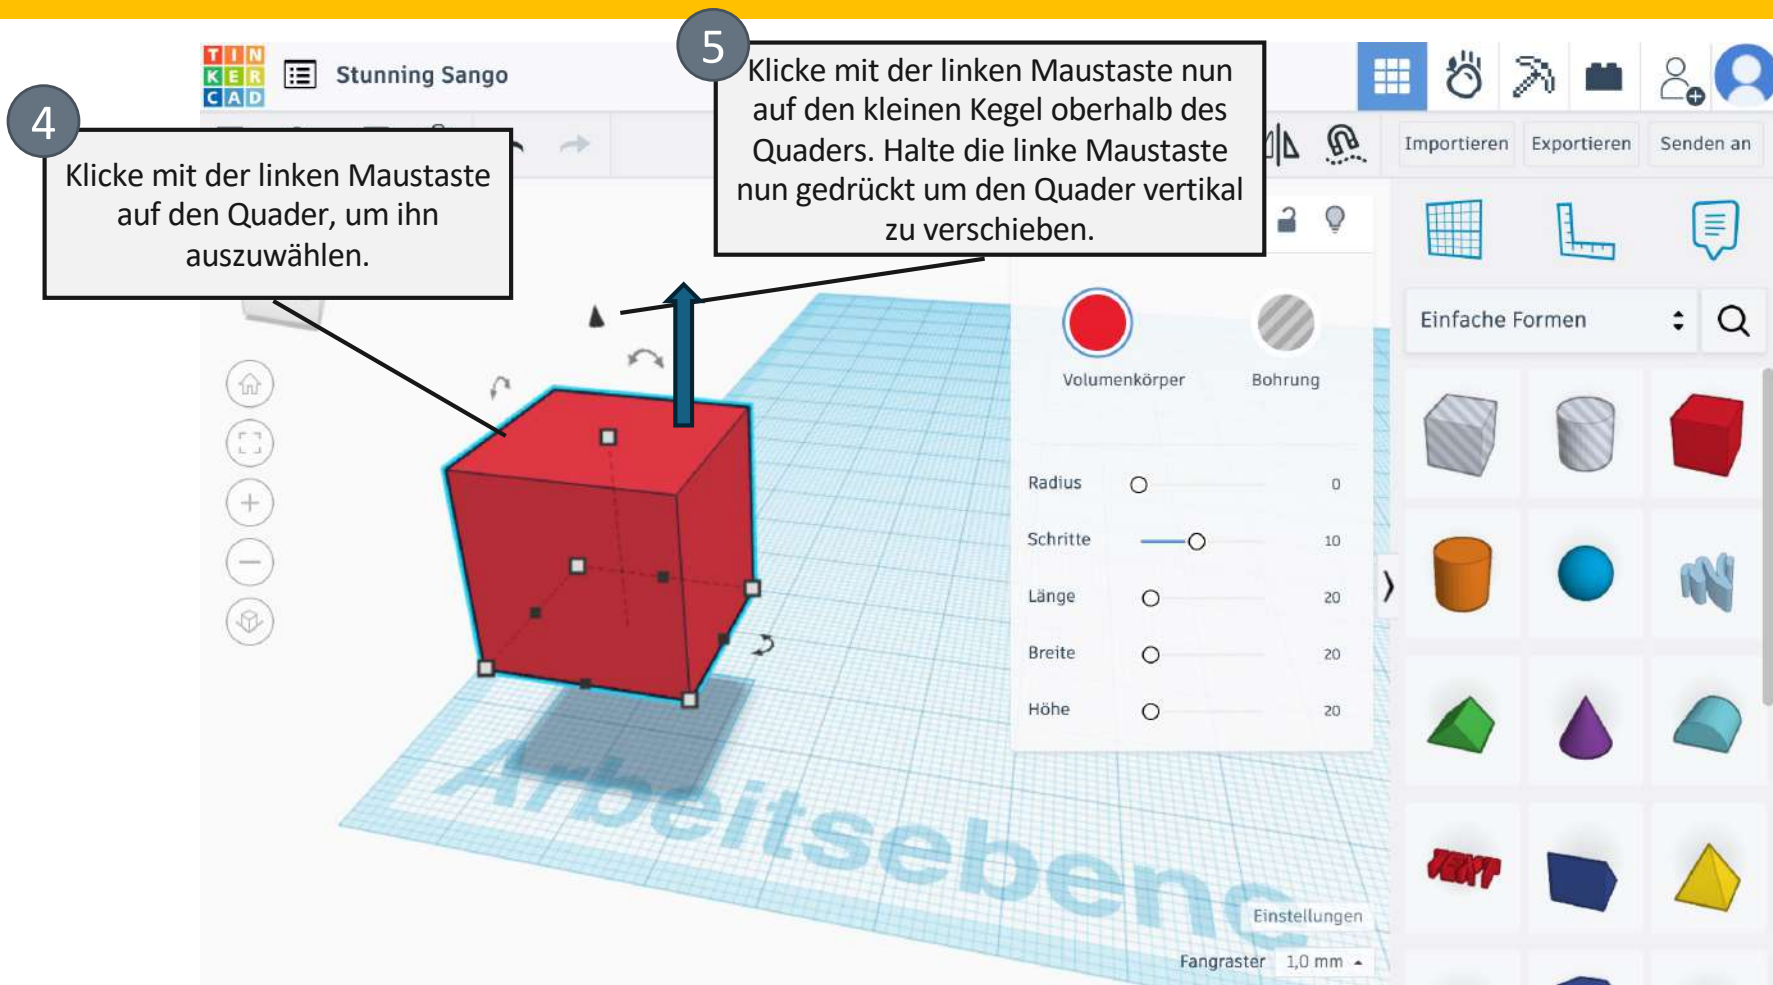 5
Klicke mit der linken Maustaste nun
auf den kleinen Kegel oberhalb des
Quaders. Halte die linke Maustaste
nun gedrückt um den Quader vertikal
zu verschieben.
4
Klicke mit der linken Maustaste
auf den Quader, um ihn
auszuwählen.
TIN
KER
CAD
Stunning Sango
Importieren
Exportieren
Senden an
Einfache Formen
Volumenkörper
Bohrung
Radius 0
Schritte 10
Länge 20
Breite 20
Höhe 20
TEXT
Arbeitsebene
Einstellungen
Fangraster 1,0 mm